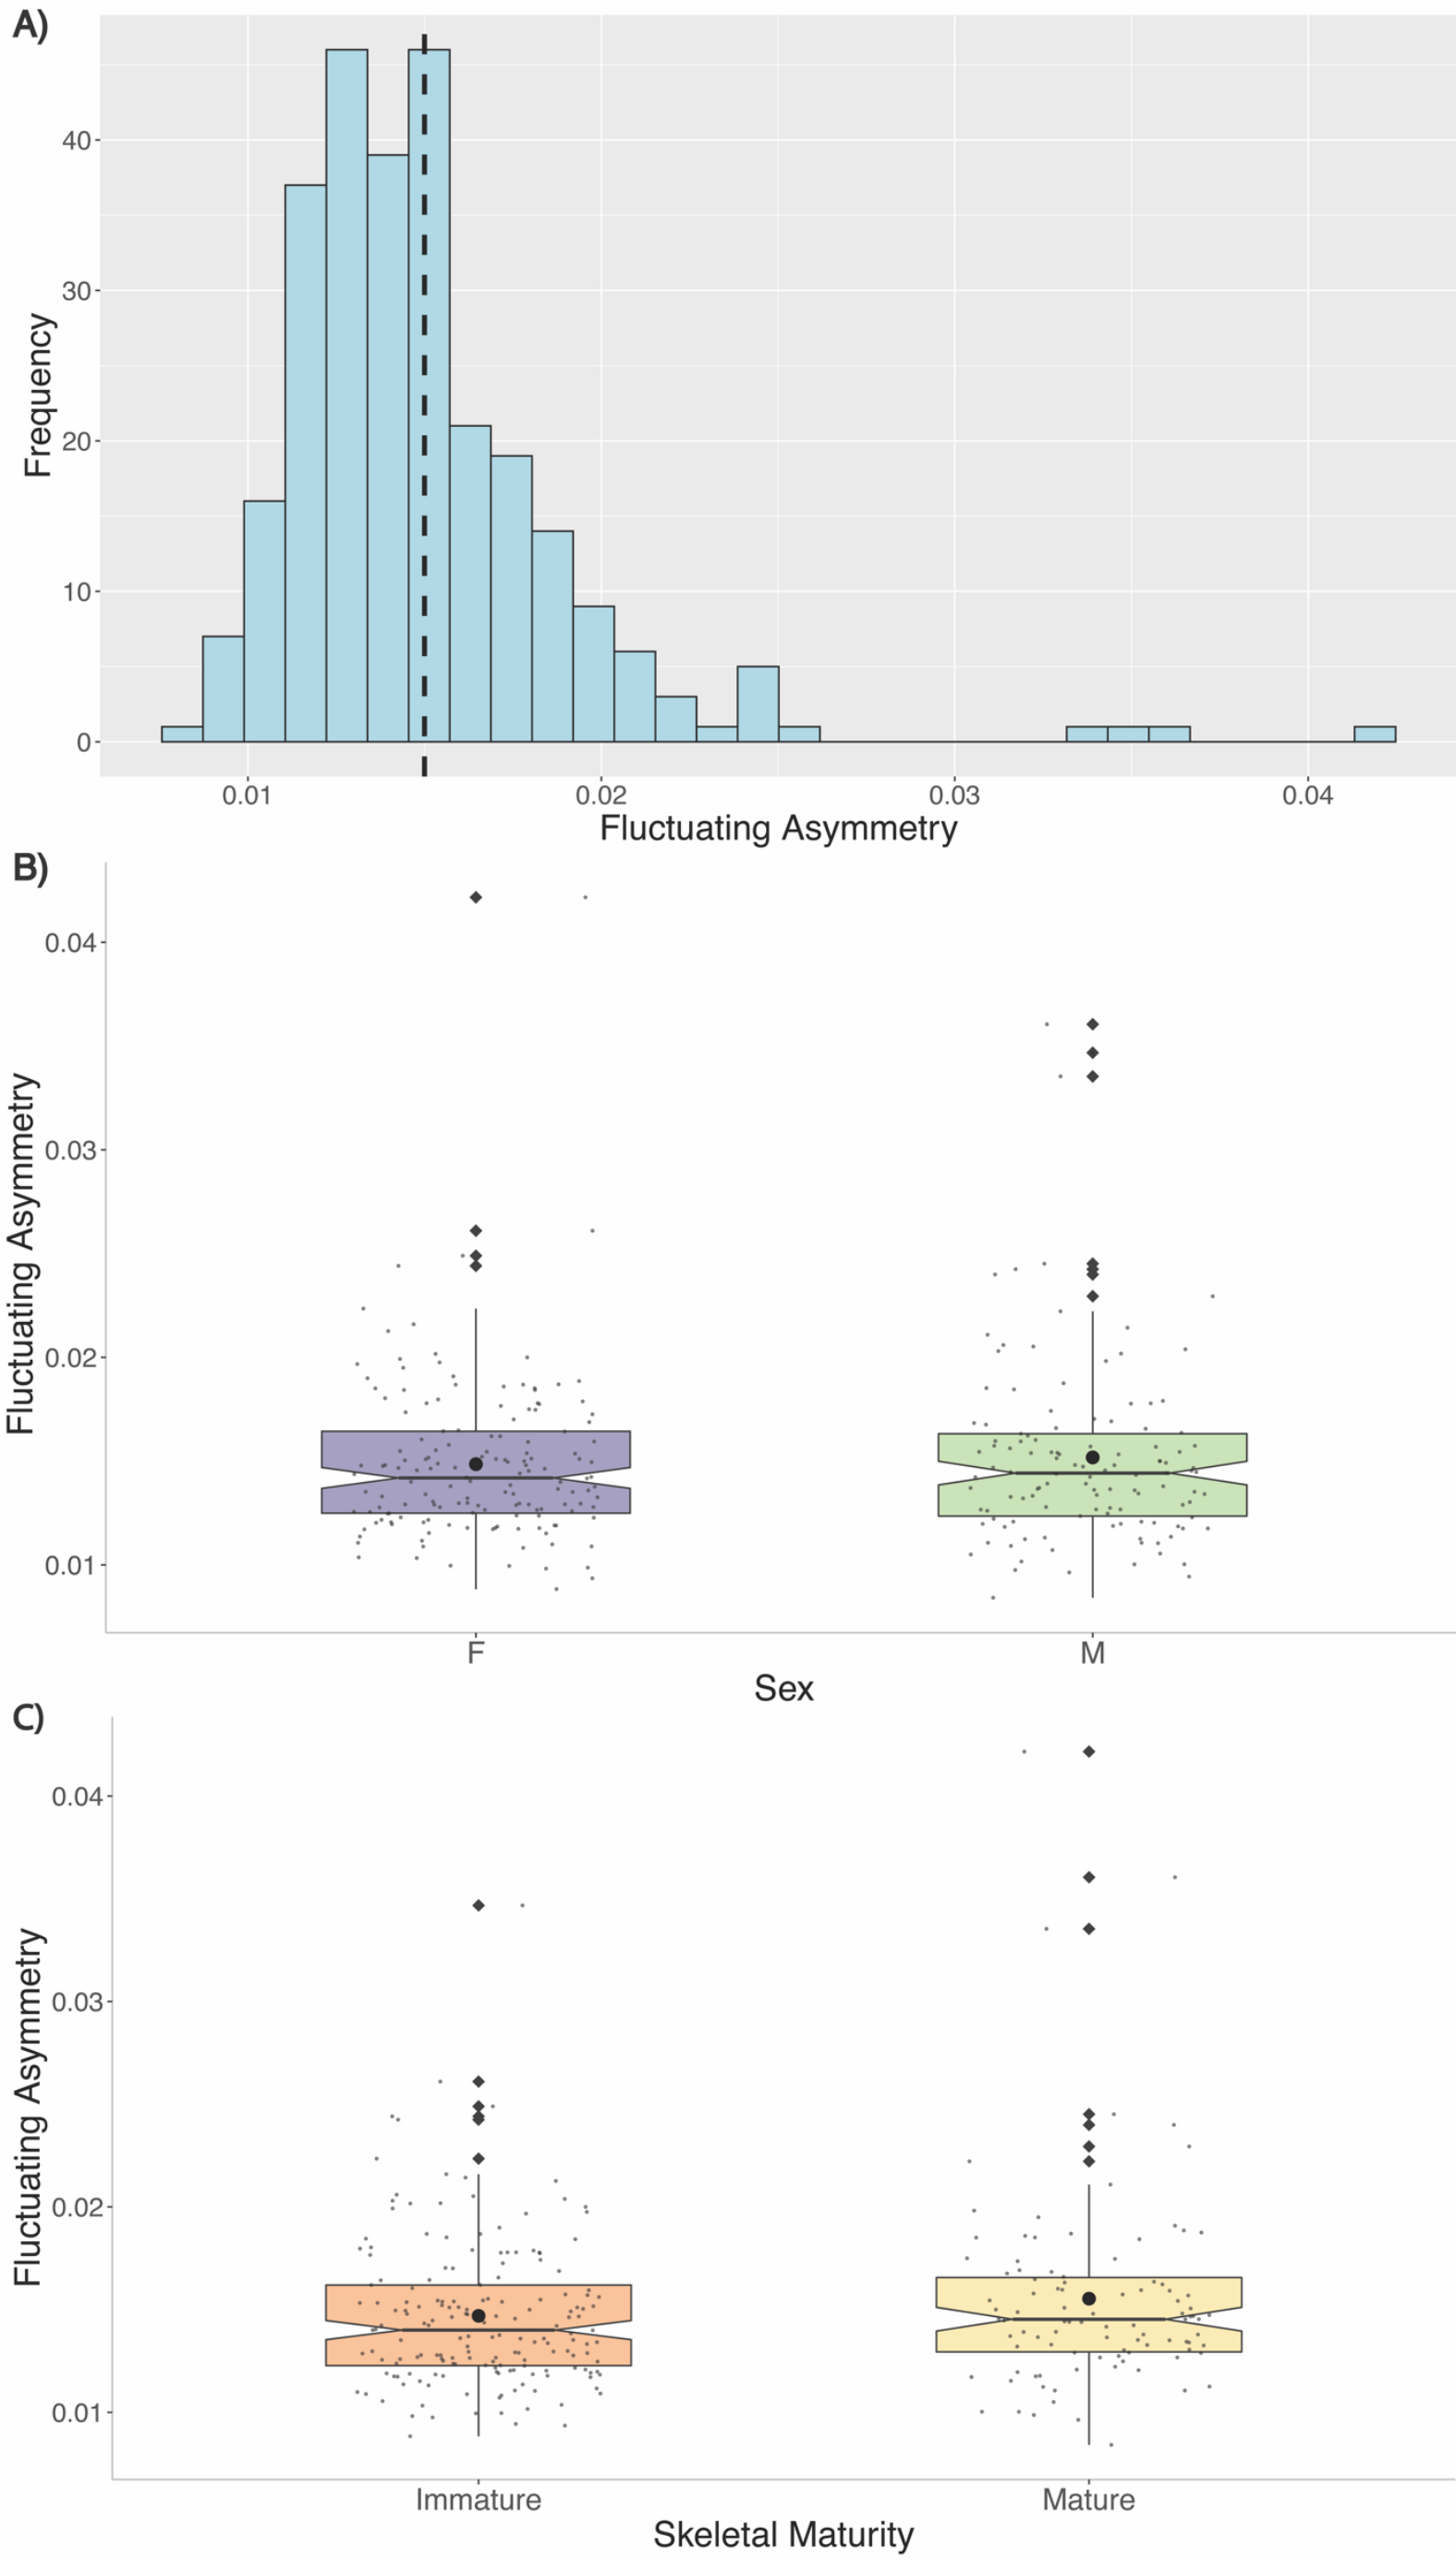 A)
40
30
20
10
0
Frequency
0.01 0.02 0.03 0.04
Fluctuating Asymmetry
B)
0.04
0.03
0.02
0.01
Fluctuating Asymmetry
F M
Sex
C)
0.04
0.03
0.02
0.01
Fluctuating Asymmetry
Immature Mature
Skeletal Maturity